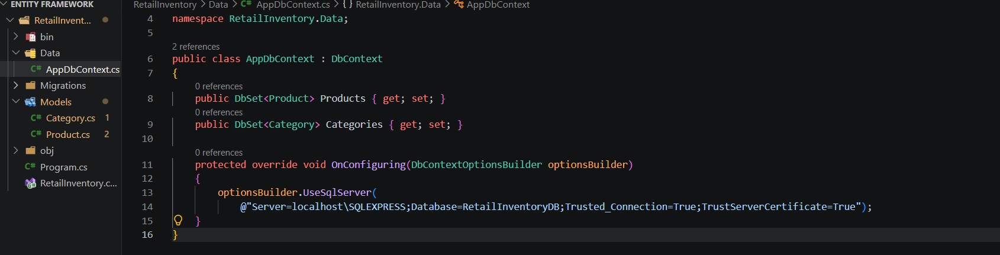 ENTITY FRAMEWORK
RetailInvent...
bin
Data
C# AppDbContext.cs
Migrations
Models
C# Category.cs 1
C# Product.cs 2
obj
C# Program.cs
RetailInventory.c...
RetailInventory > Data > C# AppDbContext.cs > { } RetailInventory.Data > AppDbContext
4 namespace RetailInventory.Data;
5
2 references
6 public class AppDbContext : DbContext
7 {
0 references
8 public DbSet<Product> Products { get; set; }
0 references
9 public DbSet<Category> Categories { get; set; }
10
0 references
11 protected override void OnConfiguring(DbContextOptionsBuilder optionsBuilder)
12 {
13 optionsBuilder.UseSqlServer(
14 @"Server=localhost\SQLEXPRESS;Database=RetailInventoryDB;Trusted_Connection=True;TrustServerCertificate=True");
15 }
16 }